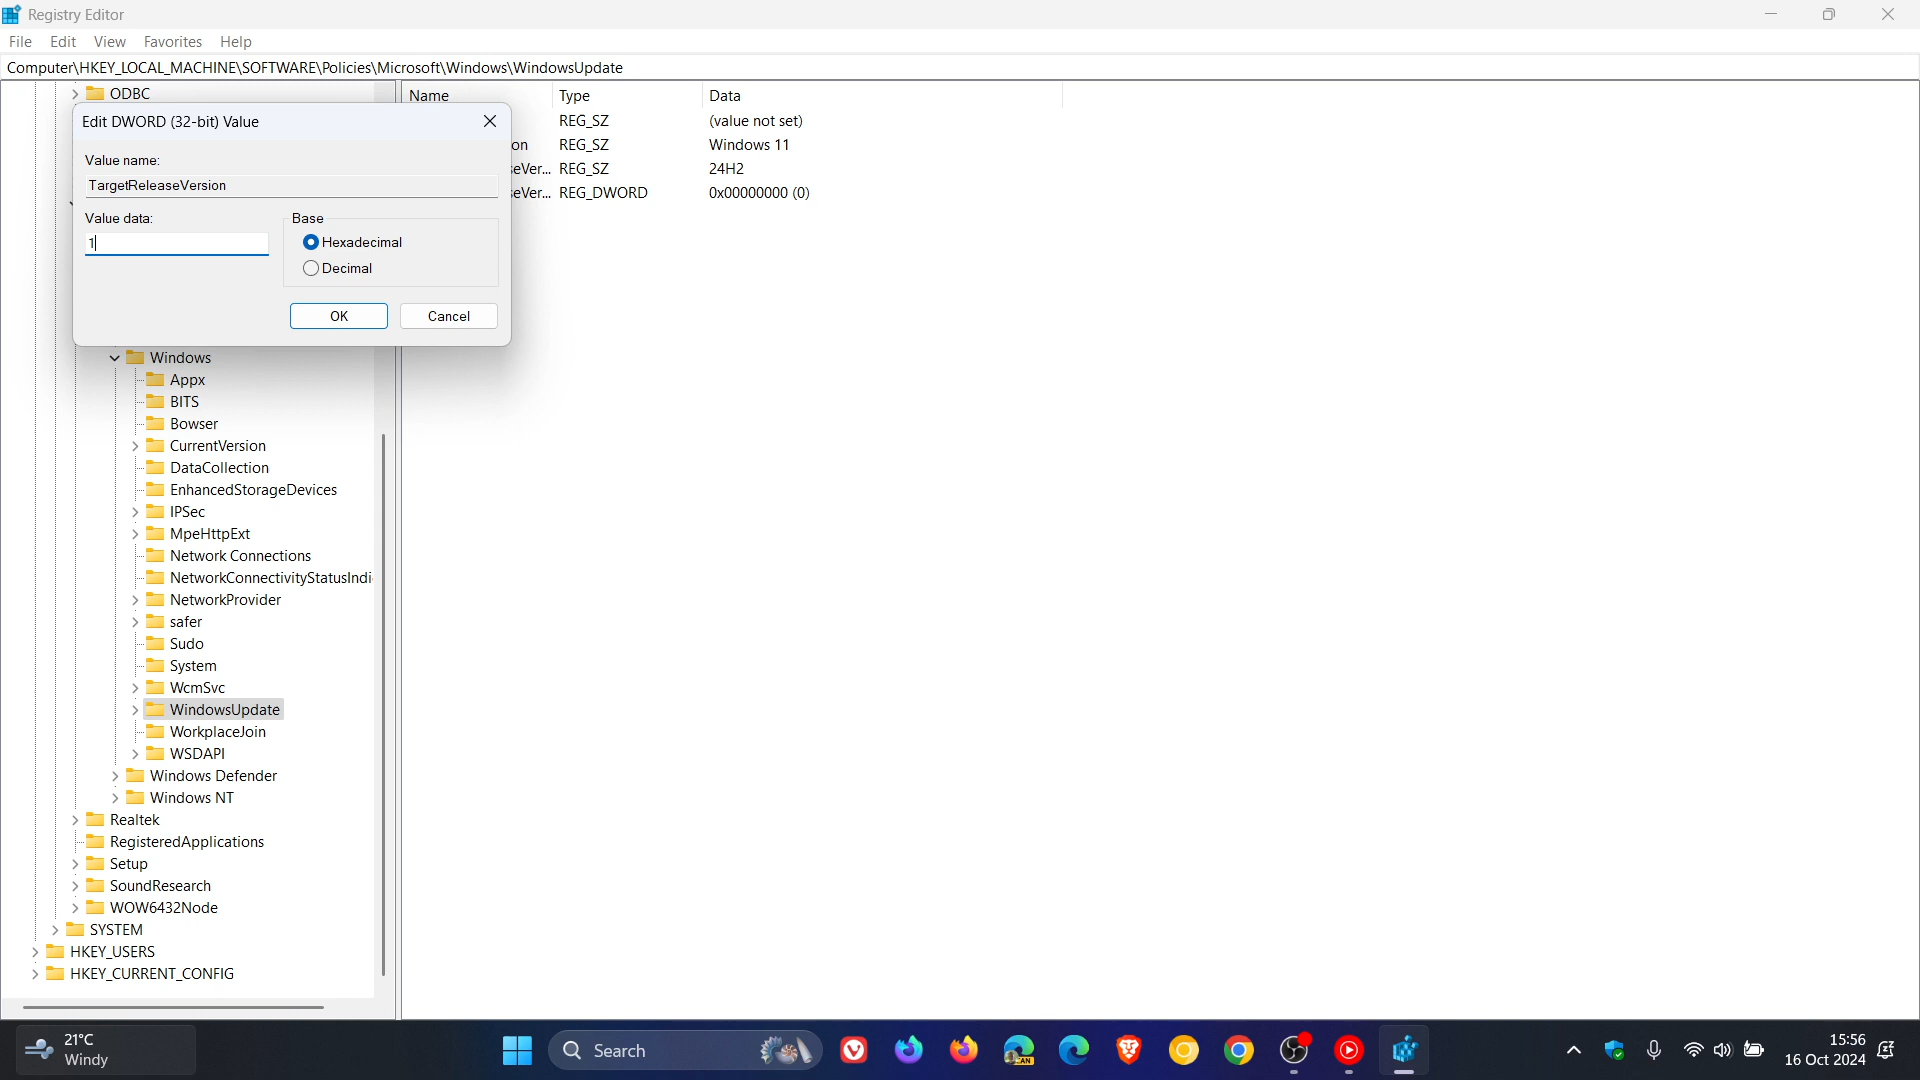 Registry Editor
File Edit View Favorites Help
Computer\HKEY_LOCAL_MACHINE\SOFTWARE\Policies\Microsoft\Windows\WindowsUpdate
ODBC
Name Type Data
REG_SZ (value not set)
on REG_SZ Windows 11
seVer... REG_SZ 24H2
seVer... REG_DWORD 0x00000000 (0)
Edit DWORD (32-bit) Value
Value name:
TargetReleaseVersion
Value data:
1
Base
Hexadecimal
Decimal
OK Cancel
Windows
Appx
BITS
Bowser
CurrentVersion
DataCollection
EnhancedStorageDevices
IPSec
MpeHttpExt
Network Connections
NetworkConnectivityStatusIndi
NetworkProvider
safer
Sudo
System
WcmSvc
WindowsUpdate
WorkplaceJoin
WSDAPI
Windows Defender
Windows NT
Realtek
RegisteredApplications
Setup
SoundResearch
WOW6432Node
SYSTEM
HKEY_USERS
HKEY_CURRENT_CONFIG
21°C
Windy
Search
CAN
15:56
16 Oct 2024